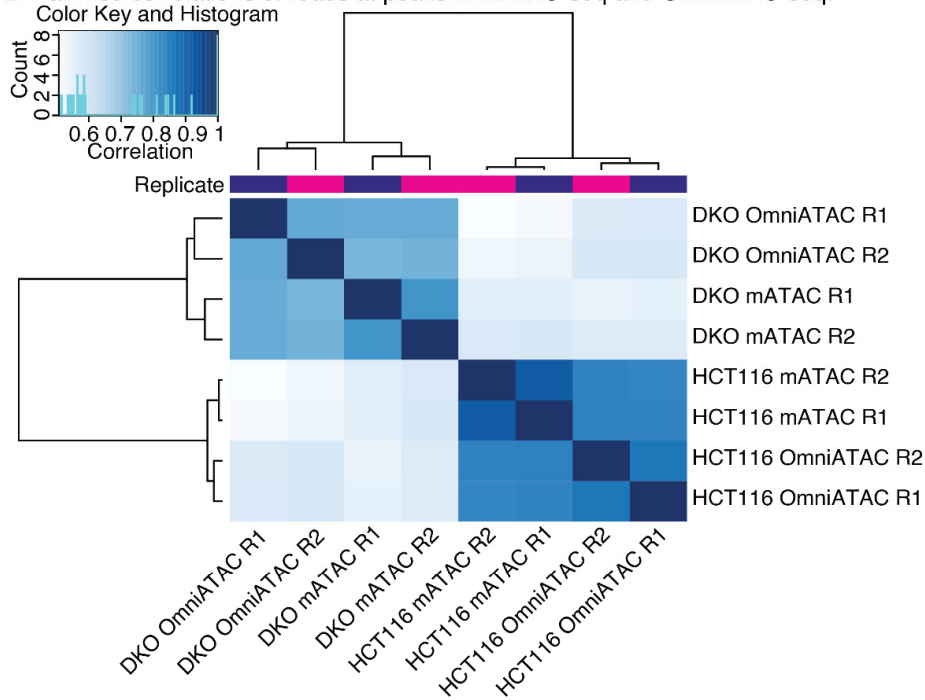 Color Key and Histogram
Count
0 2 4 6 8
0.6 0.7 0.8 0.9 1
Correlation
Replicate
DKO OmniATAC R1
DKO OmniATAC R2
DKO mATAC R1
DKO mATAC R2
HCT116 mATAC R2
HCT116 mATAC R1
HCT116 OmniATAC R2
HCT116 OmniATAC R1
DKO OmniATAC R1
DKO OmniATAC R2
DKO mATAC R1
DKO mATAC R2
HCT116 mATAC R2
HCT116 mATAC R1
HCT116 OmniATAC R2
HCT116 OmniATAC R1